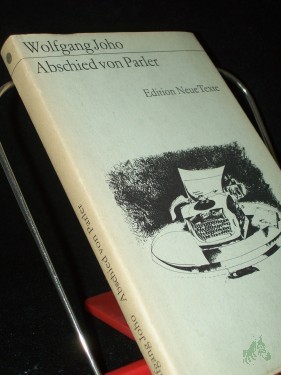 Wolfgang Joho
Abschied von Parler
Edition Neue Texte
Wolfgang Joho Abschied von Parler